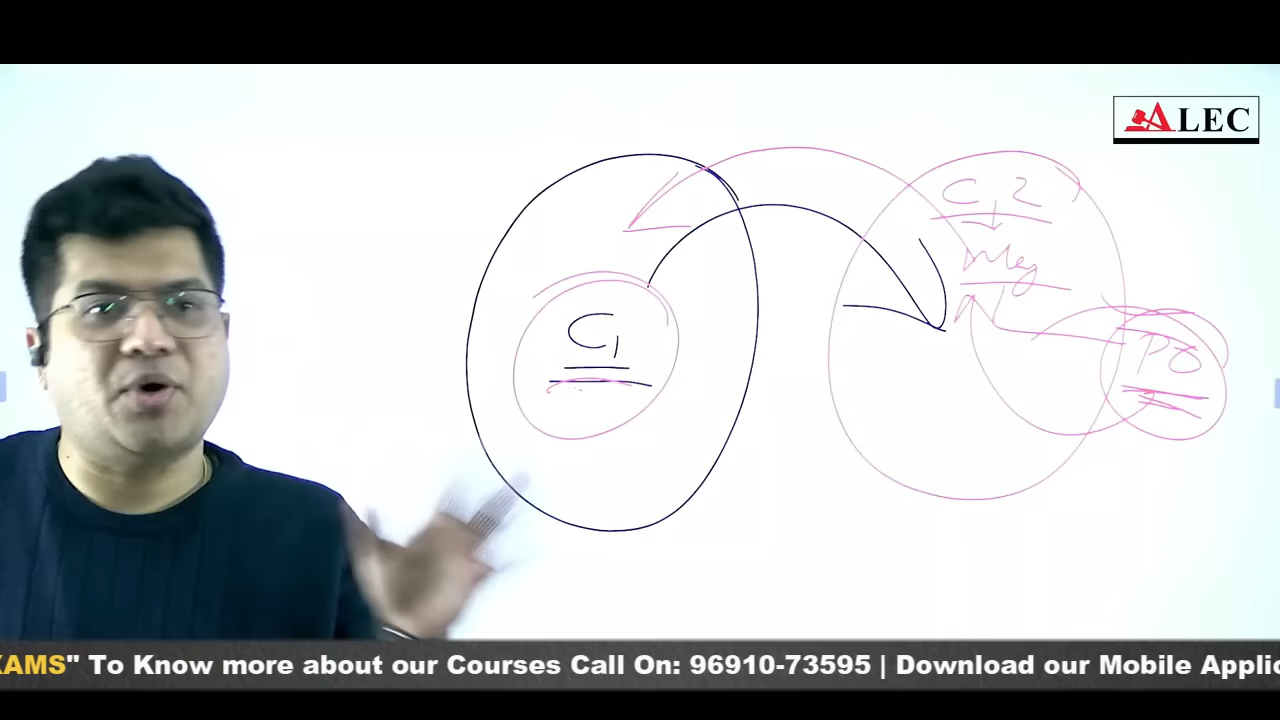 ALEC
C1
C, 2
Meg
PO
XAMS" To Know more about our Courses Call On: 96910-73595 | Download our Mobile Applic